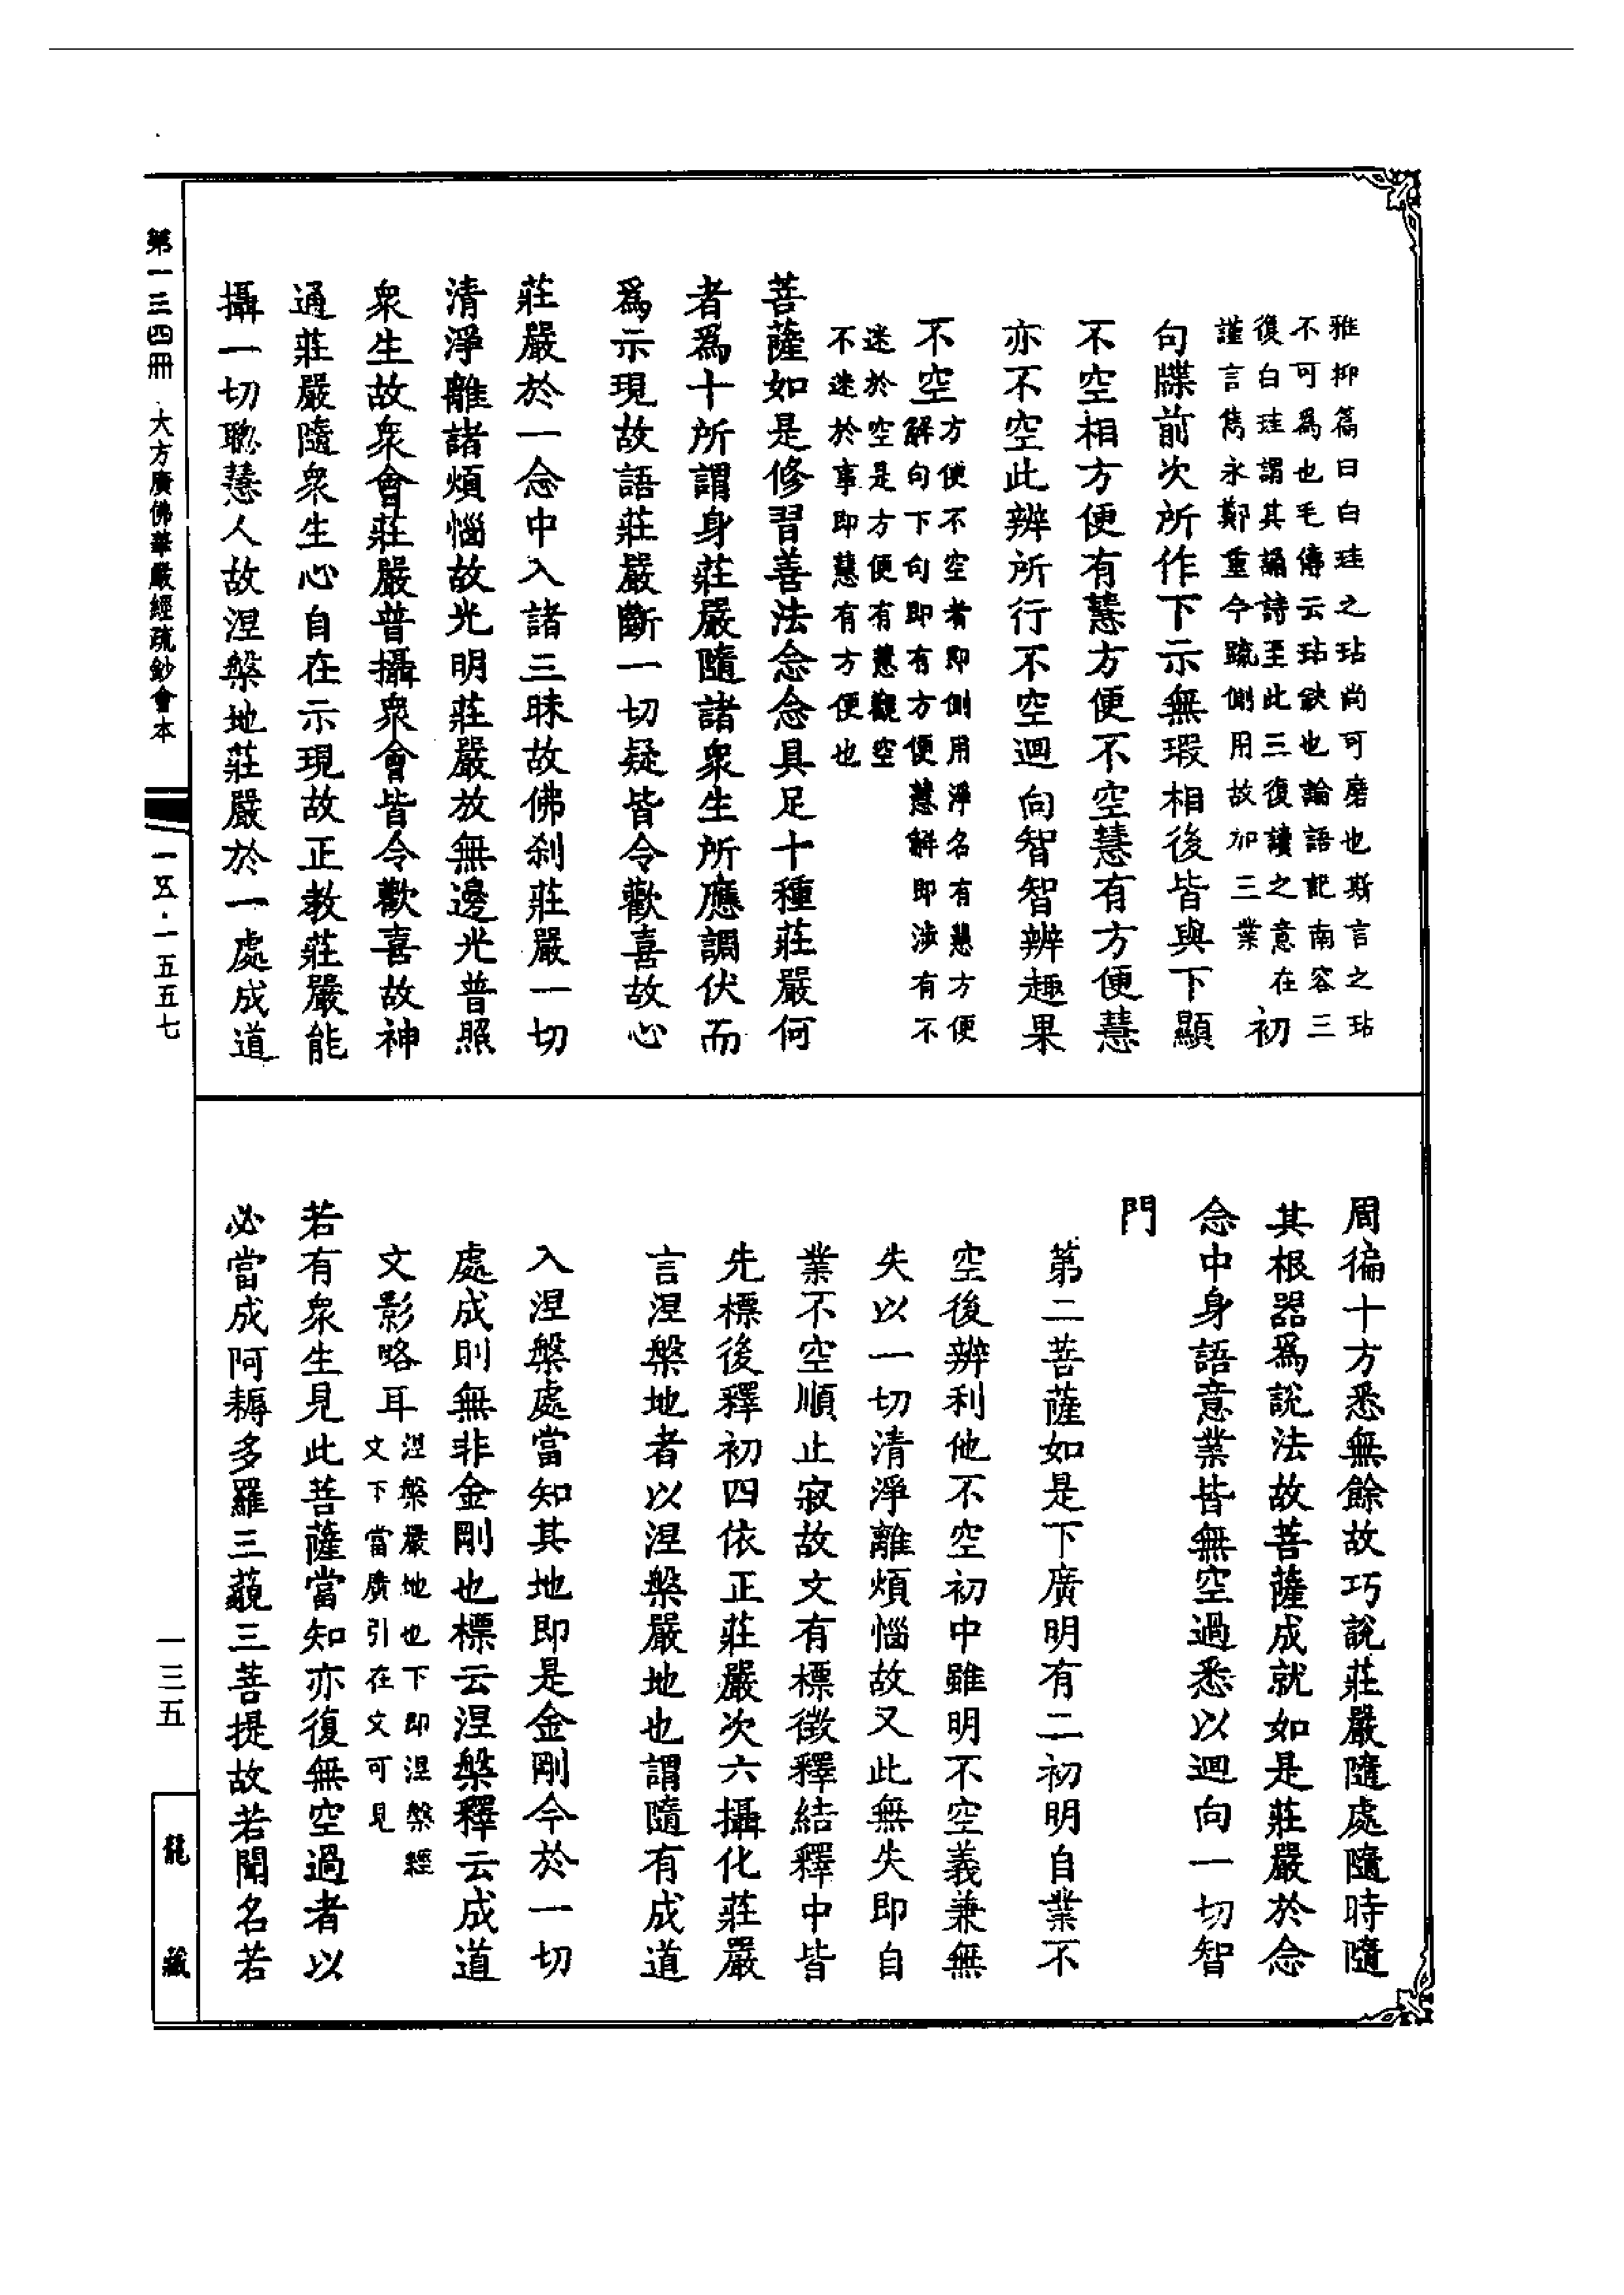 雅抑篇曰白珪之玷尚可磨也斯言之玷
不可為也毛傳云玷缺也論語記南容三
復白珪謂其誦詩至此三復讀之意在
謹言雋永鄭重今疏側用故加三業
初
句牒前次所作下示無瑕相後皆與下顯
不空相方便有慧方便不空慧有方便慧
亦不空此辨所行不空迴向智智辨趣果
不空
方便不空者即側用淨名有慧方便
解句下句即有方便慧解即涉有不
迷於空是方便有慧觀空
不迷於事即慧有方便也
菩薩如是修習善法念念具足十種莊嚴何
者爲十所謂身莊嚴隨諸衆生所應調伏而
爲示現故語莊嚴斷一切疑皆令歡喜故心
莊嚴於一念中入諸三昧故佛刹莊嚴一切
清淨離諸煩惱故光明莊嚴放無邊光普照
衆生故衆會莊嚴普攝衆會皆令歡喜故神
通莊嚴隨衆生心自在示現故正教莊嚴能
攝一切聰慧人故涅槃地莊嚴於一處成道
周徧十方悉無餘故巧說莊嚴隨處隨時隨
其根器爲說法故菩薩成就如是莊嚴於念
念中身語意業皆無空過悉以迴向一切智
門
第二菩薩如是下廣明有二初明自業不
空後辨利他不空初中雖明不空義兼無
失以一切清淨離煩惱故又此無失即自
業不空順止寂故文有標徵釋結釋中皆
先標後釋初四依正莊嚴次六攝化莊嚴
言涅槃地者以涅槃嚴地也謂隨有成道
入涅槃處當知其地即是金剛今於一切
處成則無非金剛也標云涅槃釋云成道
文影略耳
涅槃嚴地也下即涅槃經
文下當廣引在文可見
若有衆生見此菩薩當知亦復無空過者以
必當成阿耨多羅三藐三菩提故若聞名若
第一三四冊 大方廣佛華嚴經疏鈔會本
一五·一五五七
一三五
龍藏